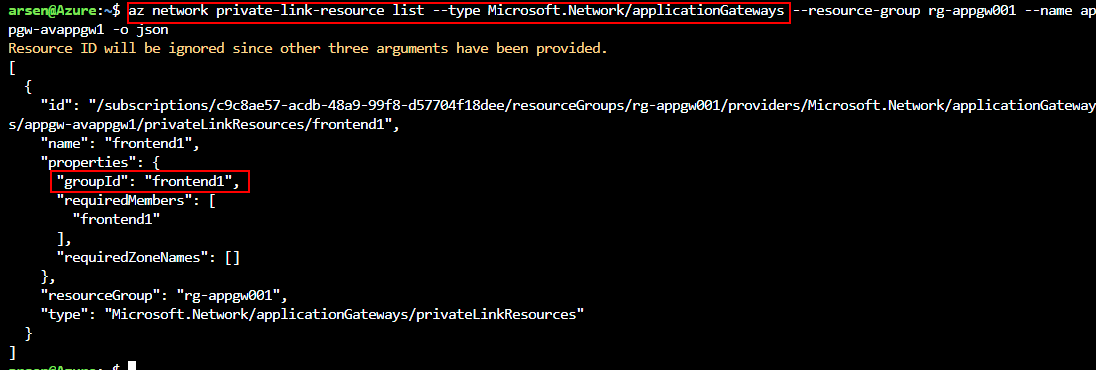 arsen@Azure:~$ az network private-link-resource list --type Microsoft.Network/applicationGateways --resource-group rg-appgw001 --name ap
pgw-avappgw1 -o json
Resource ID will be ignored since other three arguments have been provided.
[
  {
    "id": "/subscriptions/c9c8ae57-acdb-48a9-99f8-d57704f18dee/resourceGroups/rg-appgw001/providers/Microsoft.Network/applicationGateway
s/appgw-avappgw1/privateLinkResources/frontend1",
    "name": "frontend1",
    "properties": {
      "groupId": "frontend1",
      "requiredMembers": [
        "frontend1"
      ],
      "requiredZoneNames": []
    },
    "resourceGroup": "rg-appgw001",
    "type": "Microsoft.Network/applicationGateways/privateLinkResources"
  }
]
arsen@Azure:~$